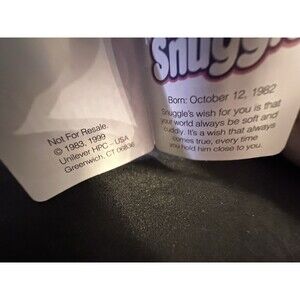 Not For Resale.
© 1983, 1999
Unilever HPC - USA
Greenwich, CT 06836
Snuggle
Born: October 12, 1982
Snuggle's wish for you is that
your world always be soft and
cuddly. It's a wish that always
comes true, every time
you hold him close to you.